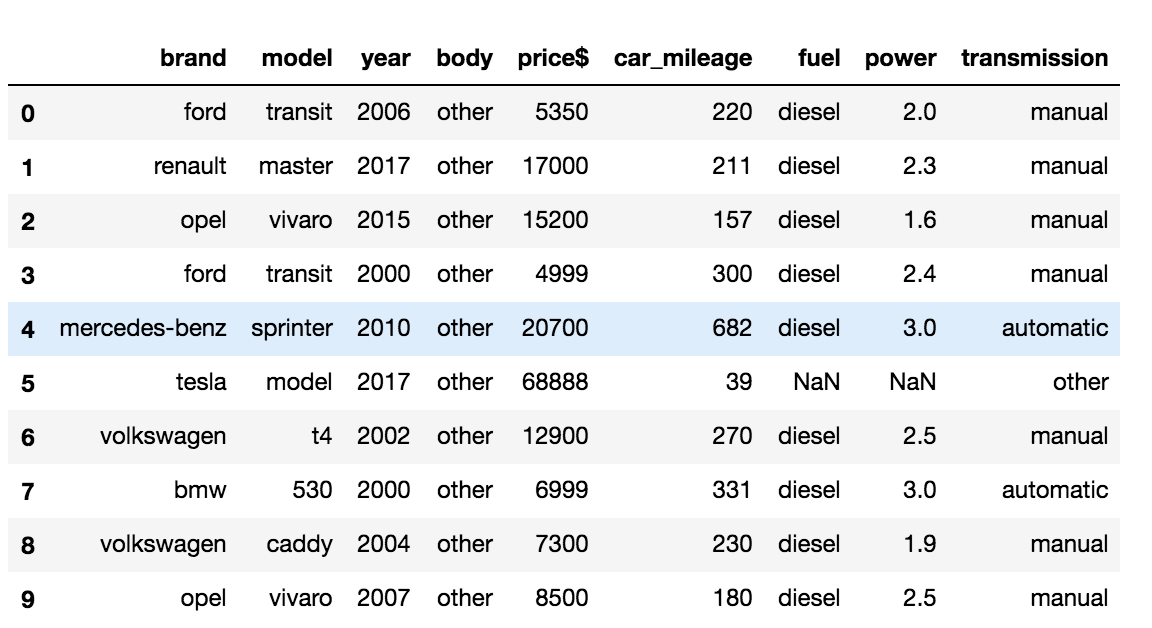 brand model year body price$ car_mileage fuel power transmission
0 ford transit 2006 other 5350 220 diesel 2.0 manual
1 renault master 2017 other 17000 211 diesel 2.3 manual
2 opel vivaro 2015 other 15200 157 diesel 1.6 manual
3 ford transit 2000 other 4999 300 diesel 2.4 manual
4 mercedes-benz sprinter 2010 other 20700 682 diesel 3.0 automatic
5 tesla model 2017 other 68888 39 NaN NaN other
6 volkswagen t4 2002 other 12900 270 diesel 2.5 manual
7 bmw 530 2000 other 6999 331 diesel 3.0 automatic
8 volkswagen caddy 2004 other 7300 230 diesel 1.9 manual
9 opel vivaro 2007 other 8500 180 diesel 2.5 manual